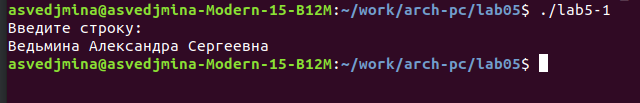 asvedjmina@asvedjmina-Modern-15-B12M:~/work/arch-pc/lab05$ ./lab5-1
Введите строку:
Ведьмина Александра Сергеевна
asvedjmina@asvedjmina-Modern-15-B12M:~/work/arch-pc/lab05$